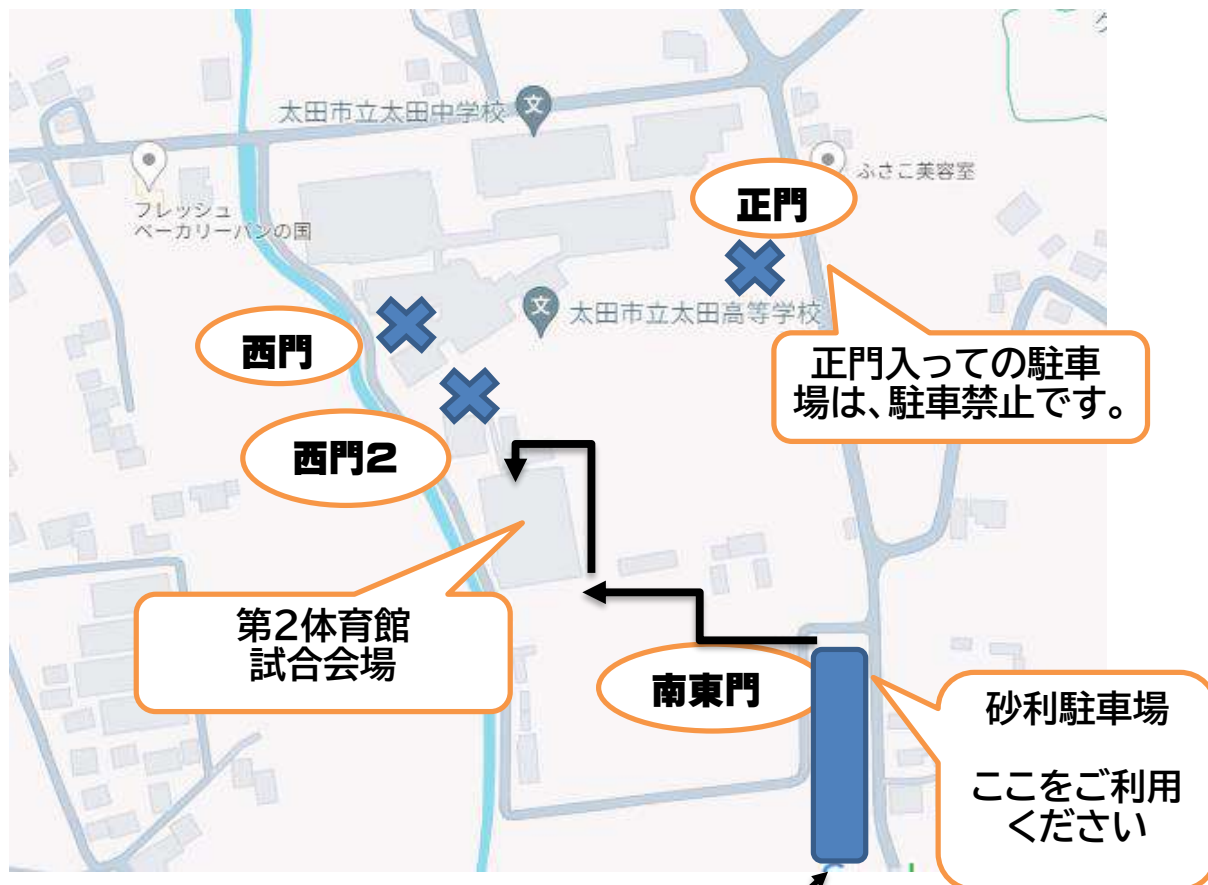 太田市立太田中学校
文
ふさこ美容室
正門
フレッシュ
ベーカリーパンの国
文
太田市立太田高等学校
西門
正門入っての駐車
場は、駐車禁止です。
西門2
第2体育館
試合会場
南東門
砂利駐車場
ここをご利用
ください